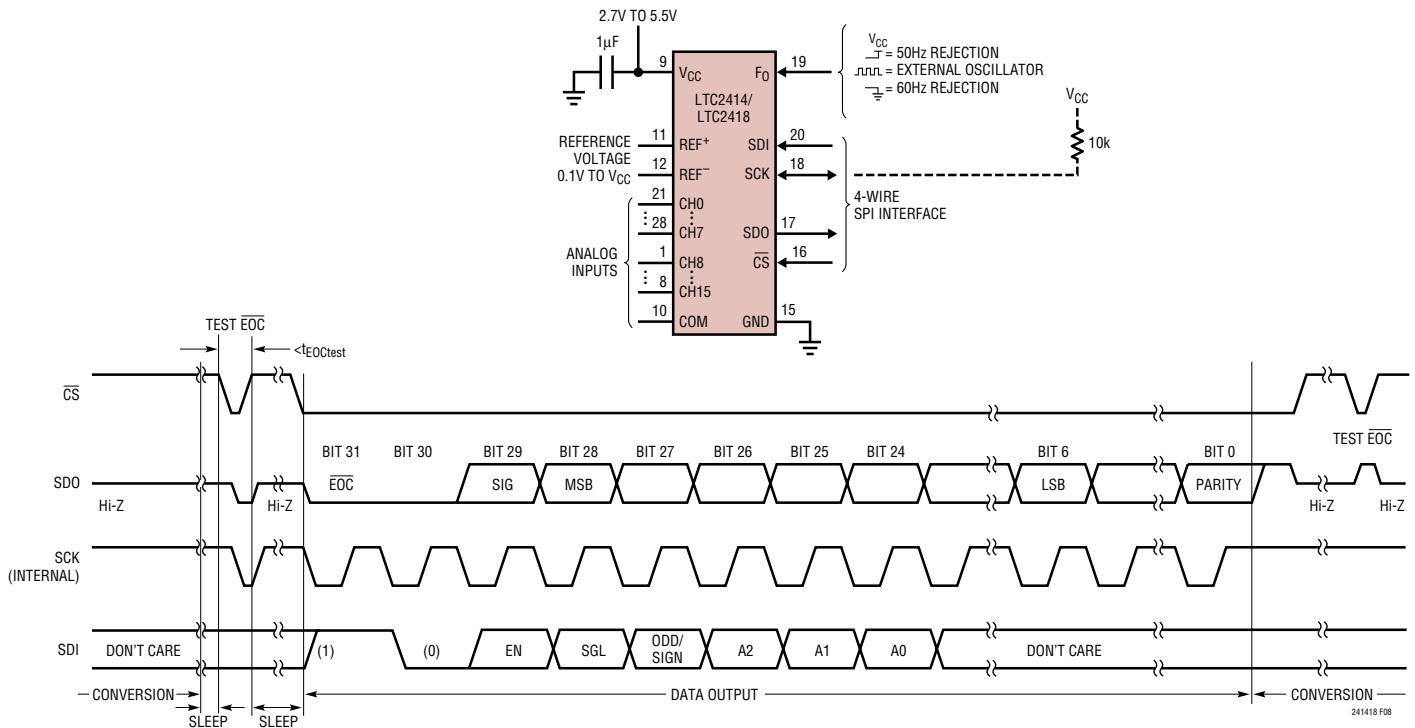 2.7V TO 5.5V
1µF
9
VCC
FO
19
VCC
= 50Hz REJECTION
= EXTERNAL OSCILLATOR
= 60Hz REJECTION
LTC2414/
LTC2418
VCC
10k
REFERENCE
VOLTAGE
0.1V TO VCC
11
REF+
12
REF–
SDI
20
SCK
18
4-WIRE
SPI INTERFACE
ANALOG
INPUTS
21
CH0
28
CH7
1
CH8
8
CH15
10
COM
SDO
17
CS
16
GND
15
TEST EOC
<tEOCtest
CS
BIT 31 BIT 30 BIT 29 BIT 28 BIT 27 BIT 26 BIT 25 BIT 24 BIT 6 BIT 0 TEST EOC
SDO
EOC SIG MSB LSB PARITY
Hi-Z Hi-Z Hi-Z Hi-Z
SCK
(INTERNAL)
SDI DON'T CARE (1) (0) EN SGL ODD/
SIGN A2 A1 A0 DON'T CARE
CONVERSION DATA OUTPUT CONVERSION
SLEEP SLEEP
241418 F08